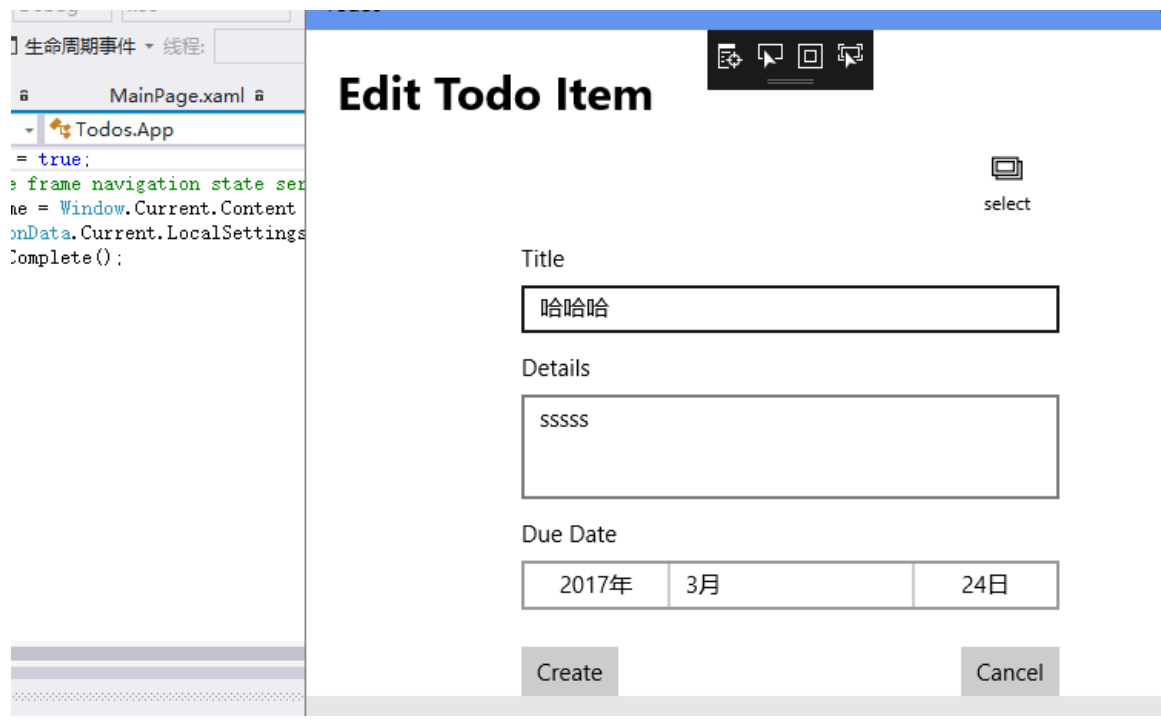 生命周期事件 线程:
MainPage.xaml
Todos.App
= true;
e frame navigation state ser
me = Window.Current.Content
onData.Current.LocalSettings
Complete();
Edit Todo Item
select
Title
哈哈哈
Details
sssss
Due Date
2017年 3月 24日
Create Cancel